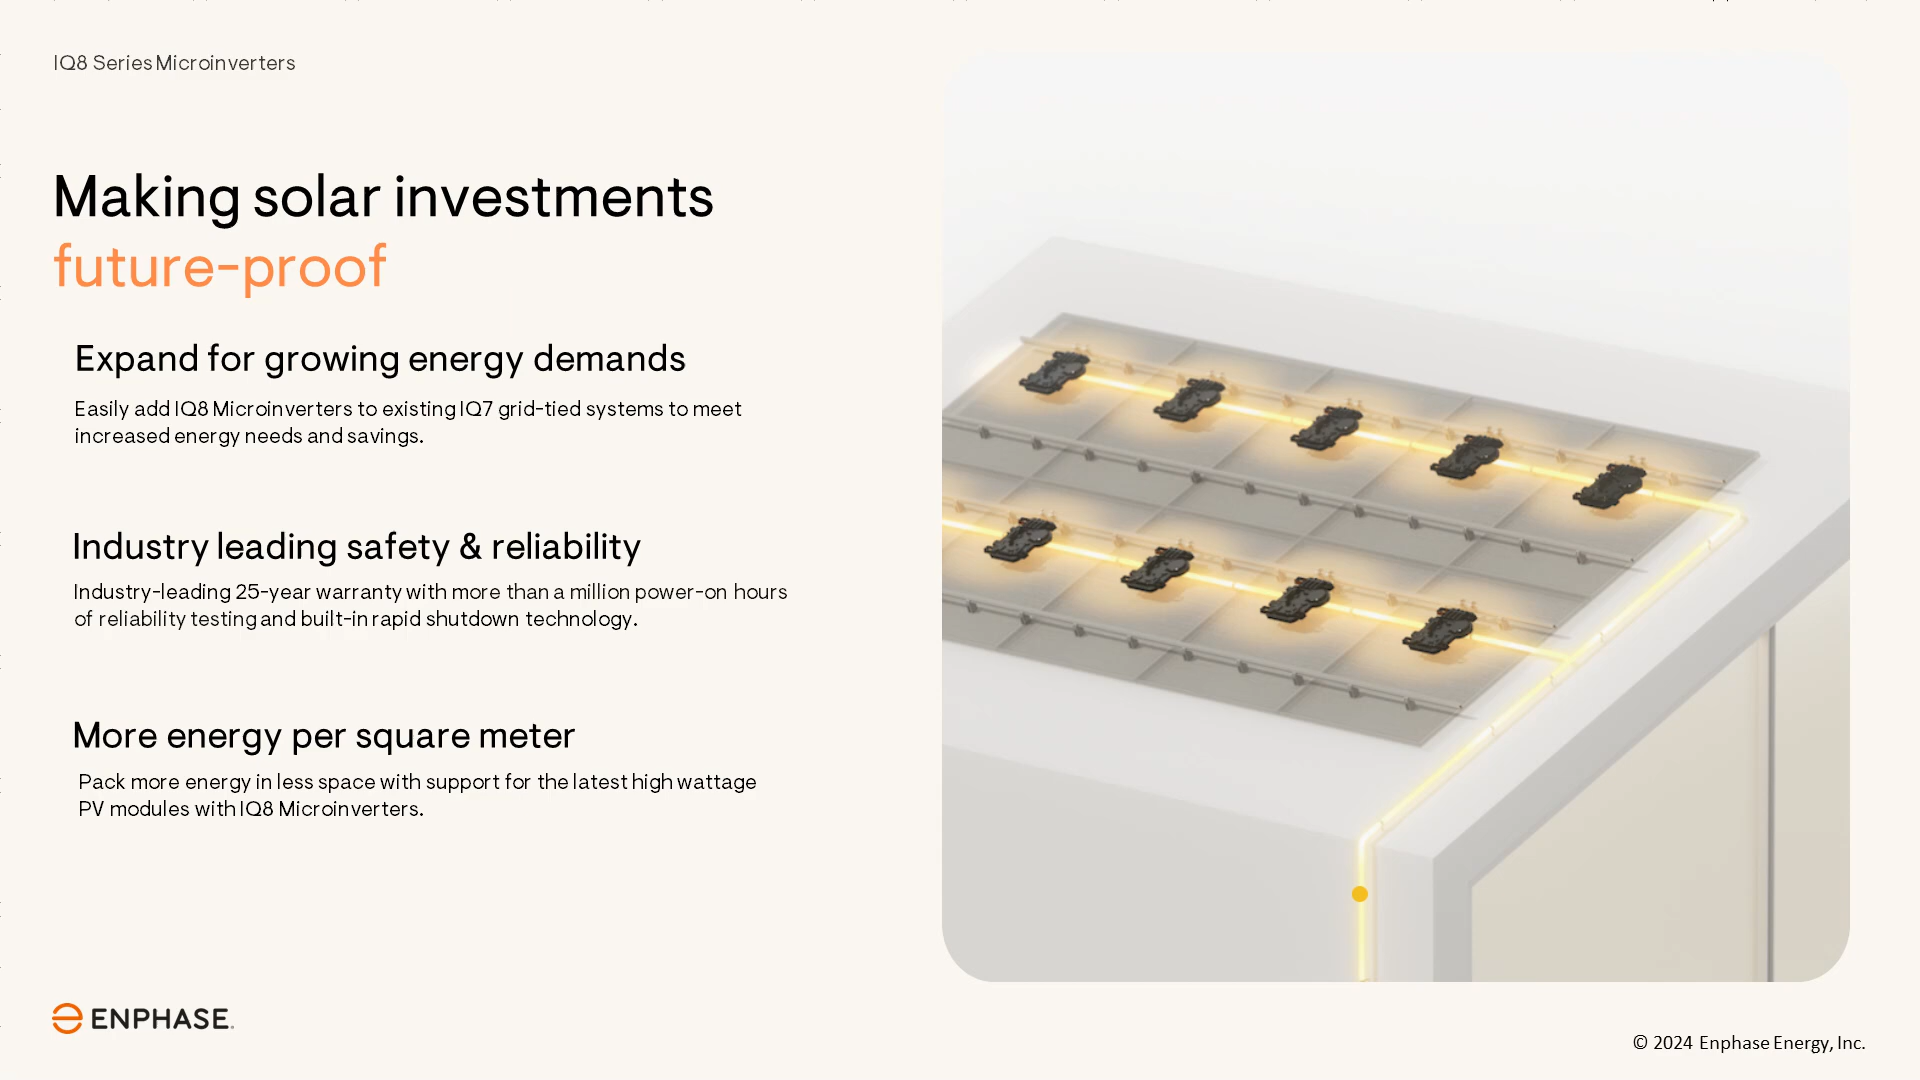 IQ8 Series Microinverters
Making solar investments
future-proof
Expand for growing energy demands
Easily add IQ8 Microinverters to existing IQ7 grid-tied systems to meet
increased energy needs and savings.
Industry leading safety & reliability
Industry-leading 25-year warranty with more than a million power-on hours
of reliability testing and built-in rapid shutdown technology.
More energy per square meter
Pack more energy in less space with support for the latest high wattage
PV modules with IQ8 Microinverters.
ENPHASE.
© 2024 Enphase Energy, Inc.